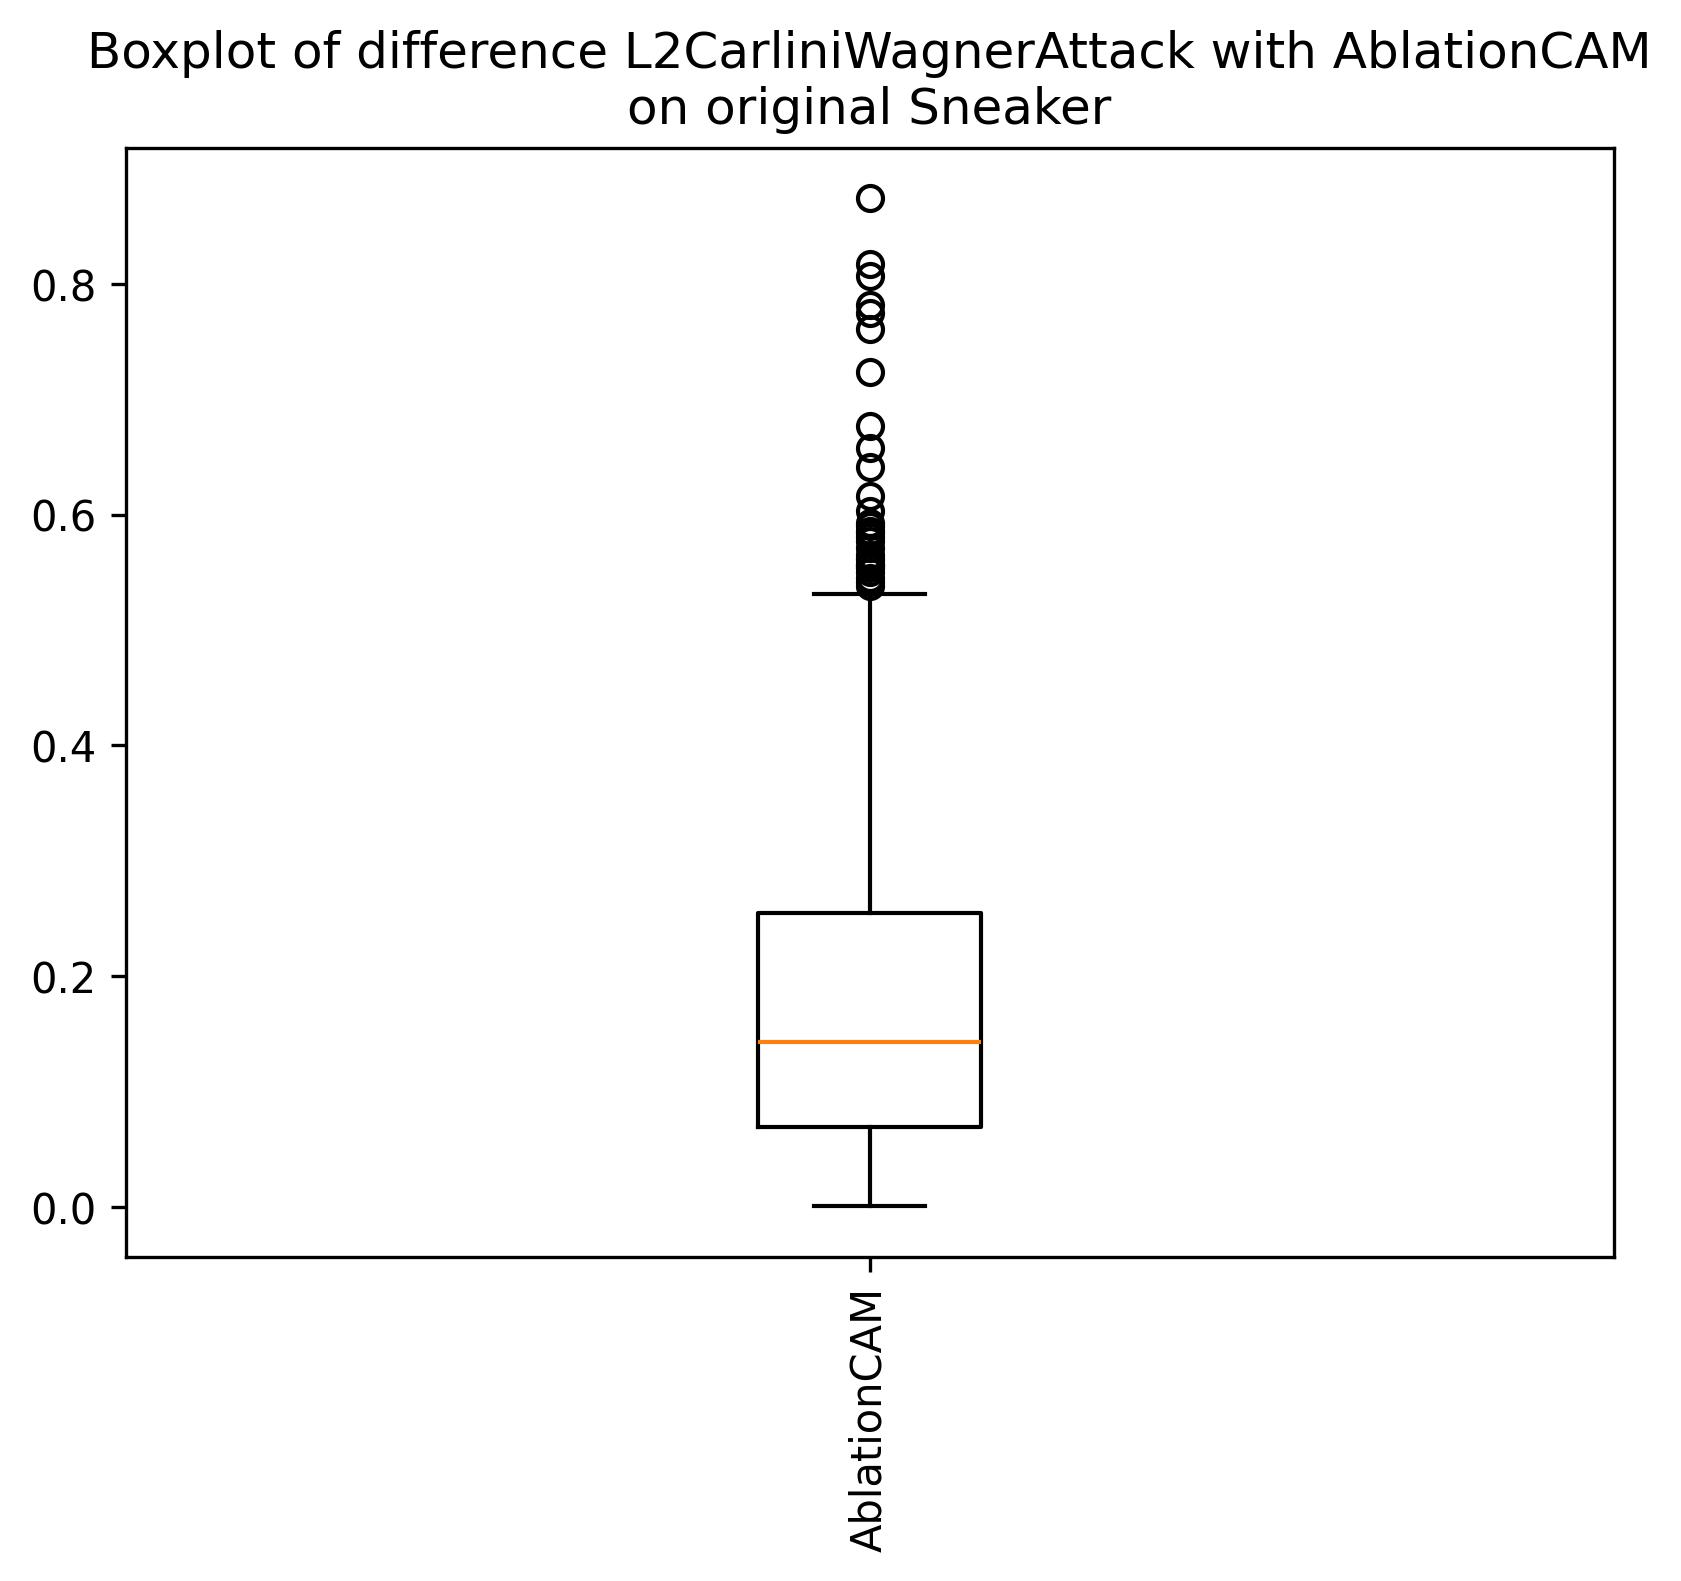 Boxplot of difference L2CarliniWagnerAttack with AblationCAM
on original Sneaker
0.8
0.6
0.4
0.2
0.0
AblationCAM